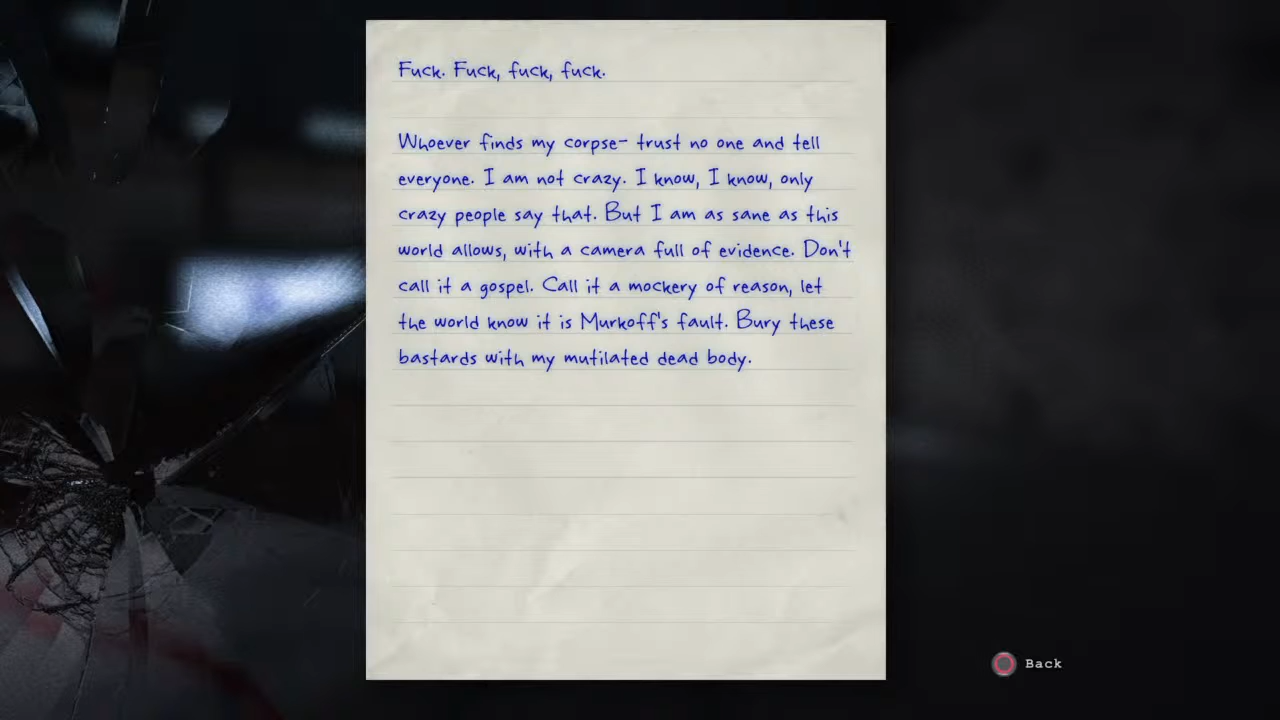 Fuck. Fuck, fuck, fuck.
Whoever finds my corpse- trust no one and tell
everyone. I am not crazy. I know, I know, only
crazy people say that. But I am as sane as this
world allows, with a camera full of evidence. Don't
call it a gospel. Call it a mockery of reason, let
the world know it is Murkoff's fault. Bury these
bastards with my mutilated dead body.
Back